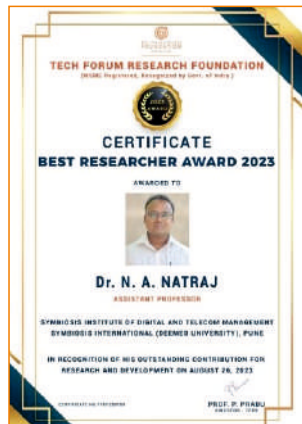 TECH FORUM RESEARCH FOUNDATION
(MSME Registered, Recognized by Govt. of India)
2023
AWARD
CERTIFICATE
BEST RESEARCHER AWARD 2023
AWARDED TO
Dr. N. A. NATRAJ
ASSISTANT PROFESSOR
SYMBIOSIS INSTITUTE OF DIGITAL AND TELECOM MANAGEMENT
SYMBIOSIS INTERNATIONAL (DEEMED UNIVERSITY), PUNE
IN RECOGNITION OF HIS OUTSTANDING CONTRIBUTION FOR
RESEARCH AND DEVELOPMENT ON AUGUST 26, 2023
PROF. P. PRABU